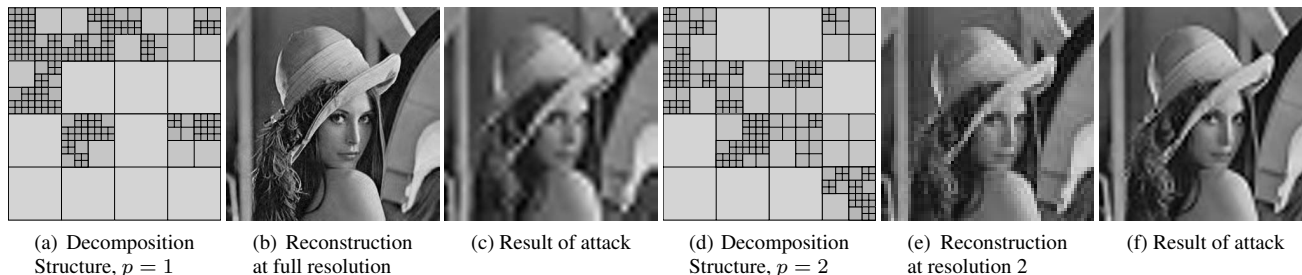 (a) Decomposition
Structure, p = 1
(b) Reconstruction
at full resolution
(c) Result of attack
(d) Decomposition
Structure, p = 2
(e) Reconstruction
at resolution 2
(f) Result of attack